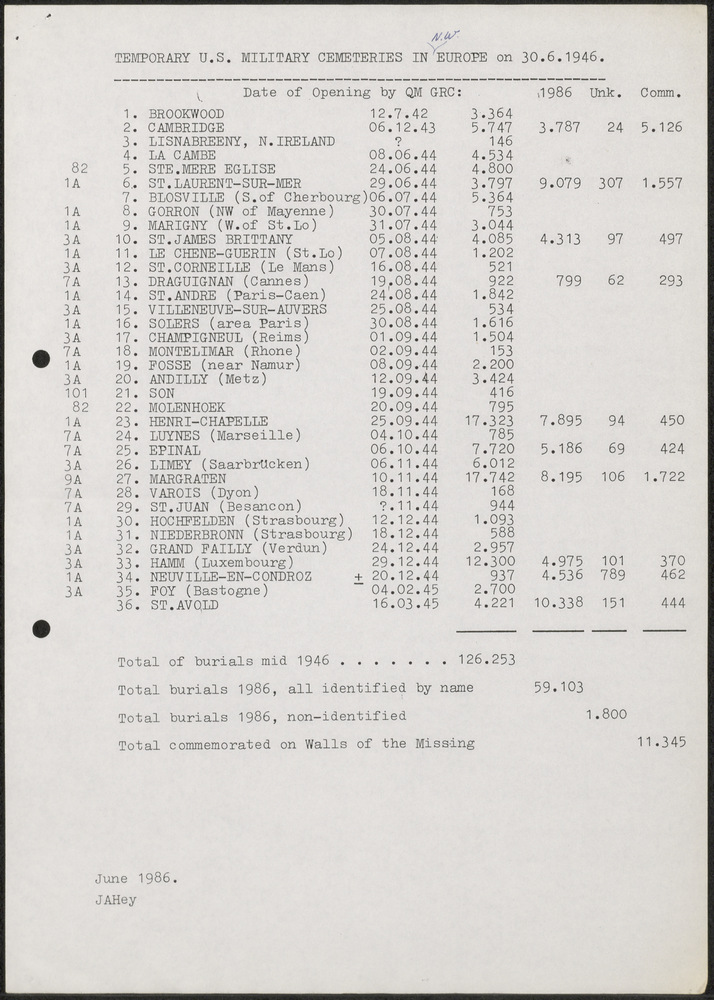 N.W.
TEMPORARY U.S. MILITARY CEMETERIES IN EUROPE on 30.6.1946.
Date of Opening by QM GRC: 1986 Unk. Comm.
1. BROOKWOOD 12.7.42 3.364
2. CAMBRIDGE 06.12.43 5.747 3.787 24 5.126
3. LISNABREENY, N.IRELAND ? 146
4. LA CAMBE 08.06.44 4.534
82 5. STE.MERE EGLISE 24.06.44 4.800
1A 6. ST.LAURENT-SUR-MER 29.06.44 3.797 9.079 307 1.557
7. BLOSVILLE (S.of Cherbourg)06.07.44 5.364
1A 8. GORRON (NW of Mayenne) 30.07.44 753
1A 9. MARIGNY (W.of St.Lo) 31.07.44 3.044
3A 10. ST.JAMES BRITTANY 05.08.44 4.085 4.313 97 497
1A 11. LE CHENE-GUERIN (St.Lo) 07.08.44 1.202
3A 12. ST.CORNEILLE (Le Mans) 16.08.44 521
7A 13. DRAGUIGNAN (Cannes) 19.08.44 922 799 62 293
1A 14. ST.ANDRE (Paris-Caen) 24.08.44 1.842
3A 15. VILLENEUVE-SUR-AUVERS 25.08.44 534
1A 16. SOLERS (area Paris) 30.08.44 1.616
3A 17. CHAMPIGNEUL (Reims) 01.09.44 1.504
7A 18. MONTELIMAR (Rhone) 02.09.44 153
1A 19. FOSSE (near Namur) 08.09.44 2.200
3A 20. ANDILLY (Metz) 12.09.44 3.424
101 21. SON 19.09.44 416
82 22. MOLENHOEK 20.09.44 795
1A 23. HENRI-CHAPELLE 25.09.44 17.323 7.895 94 450
7A 24. LUYNES (Marseille) 04.10.44 785
7A 25. EPINAL 06.10.44 7.720 5.186 69 424
3A 26. LIMEY (Saarbrücken) 06.11.44 6.012
9A 27. MARGRATEN 10.11.44 17.742 8.195 106 1.722
7A 28. VAROIS (Dyon) 18.11.44 168
7A 29. ST.JUAN (Besancon) ?.11.44 944
1A 30. HOCHFELDEN (Strasbourg) 12.12.44 1.093
1A 31. NIEDERBRONN (Strasbourg) 18.12.44 588
3A 32. GRAND FAILLY (Verdun) 24.12.44 2.957
3A 33. HAMM (Luxembourg) 29.12.44 12.300 4.975 101 370
1A 34. NEUVILLE-EN-CONDROZ ± 20.12.44 937 4.536 789 462
3A 35. FOY (Bastogne) 04.02.45 2.700
36. ST.AVOLD 16.03.45 4.221 10.338 151 444
Total of burials mid 1946 . . . . . . . 126.253
Total burials 1986, all identified by name 59.103
Total burials 1986, non-identified 1.800
Total commemorated on Walls of the Missing 11.345
June 1986.
JAHey